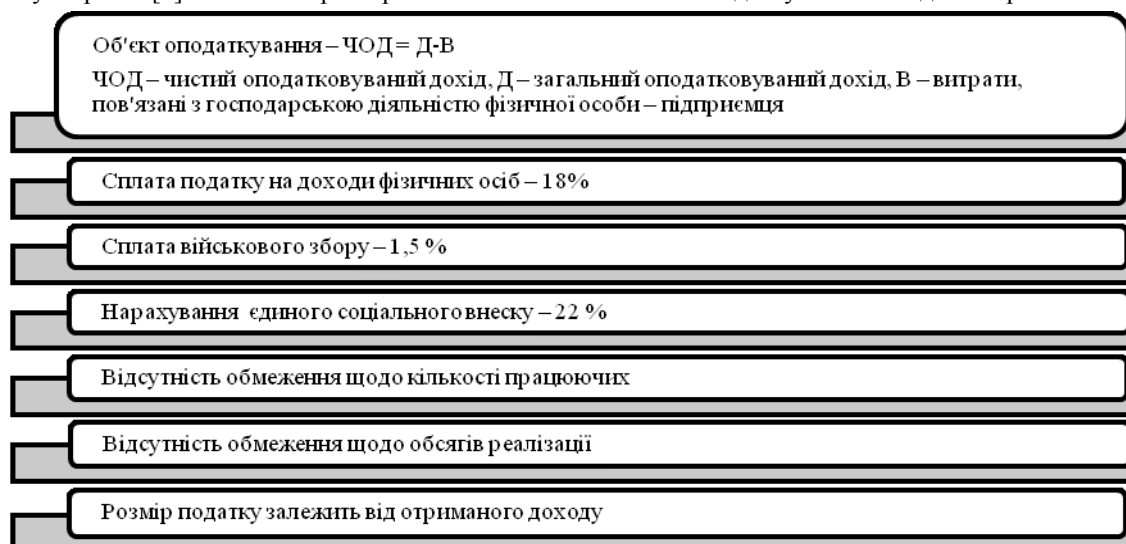 Об'єкт оподаткування – ЧОД = Д-В
ЧОД – чистий оподатковуваний дохід, Д – загальний оподатковуваний дохід, В – витрати,
пов'язані з господарською діяльністю фізичної особи – підприємця
Сплата податку на доходи фізичних осіб – 18%
Сплата військового збору – 1,5 %
Нарахування єдиного соціального внеску – 22 %
Відсутність обмеження щодо кількості працюючих
Відсутність обмеження щодо обсягів реалізації
Розмір податку залежить від отриманого доходу